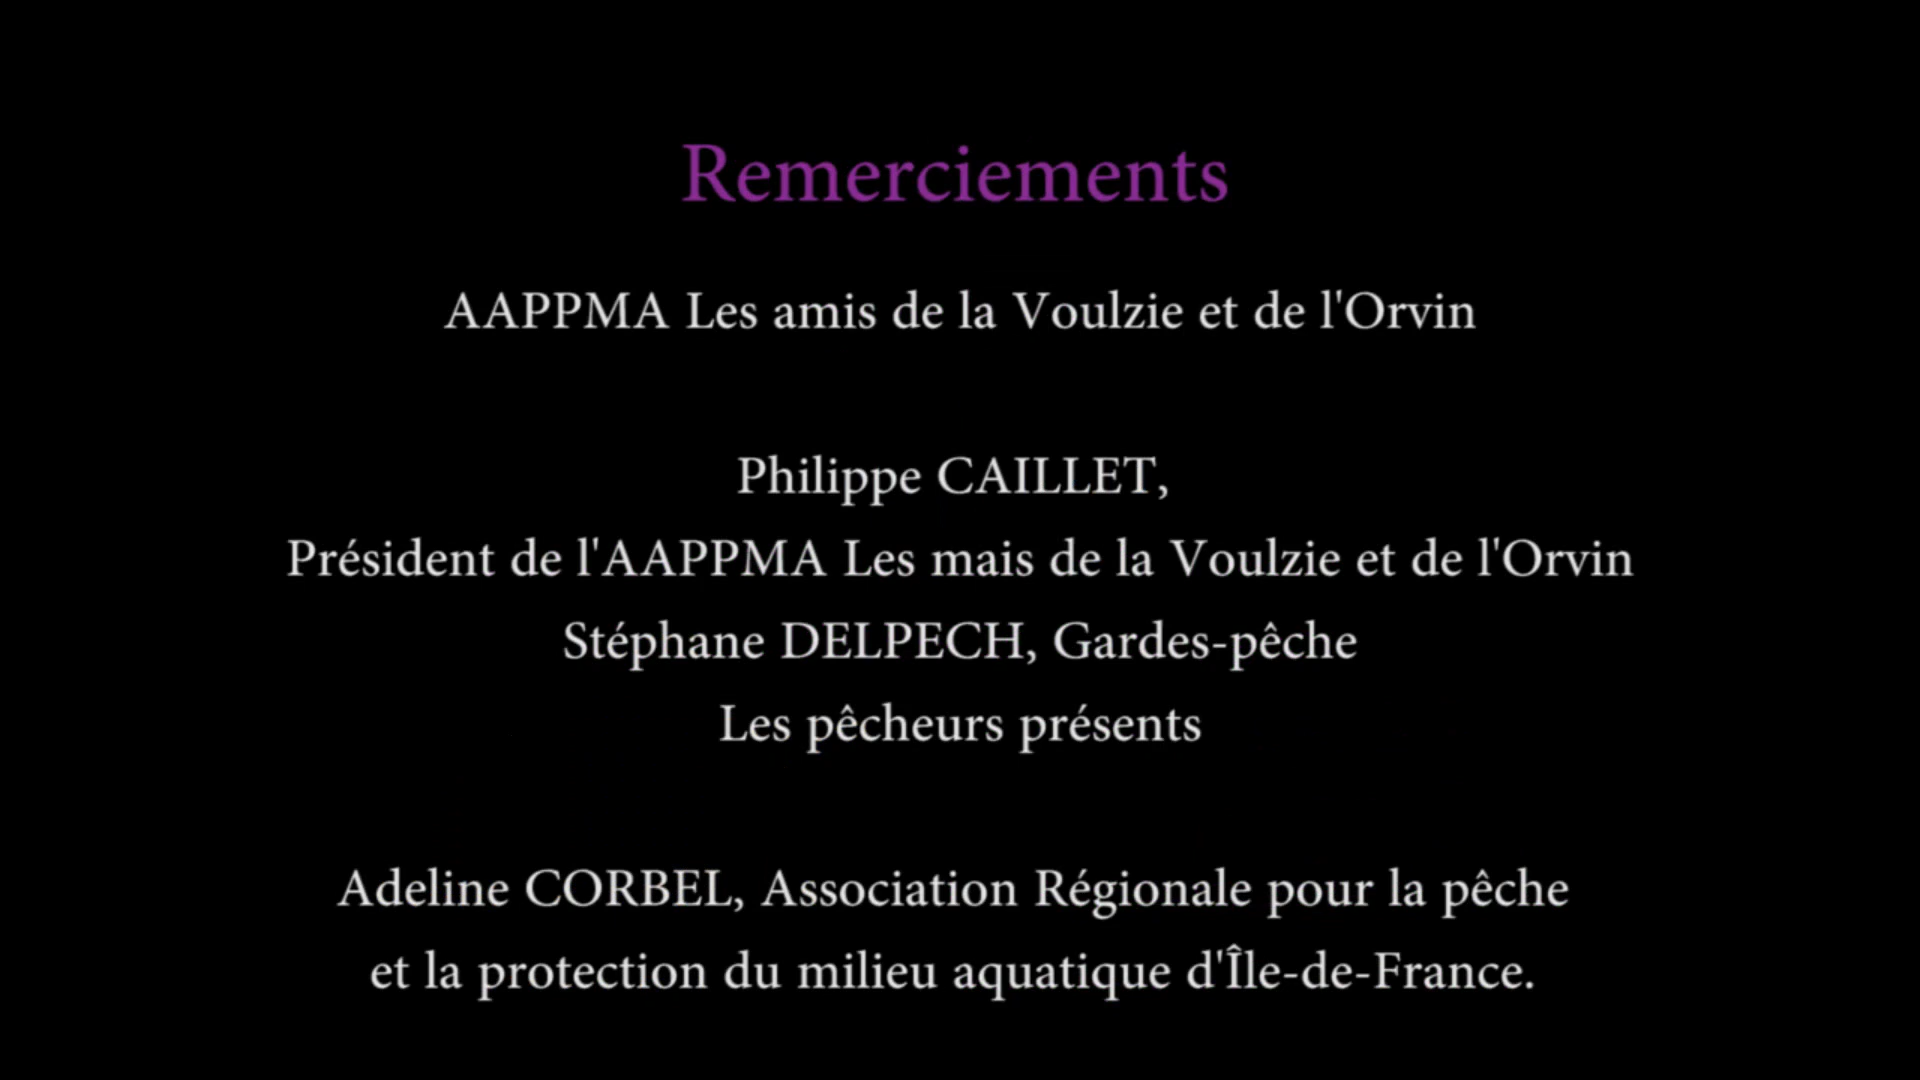 Remerciements
AAPPMA Les amis de la Voulzie et de l'Orvin
Philippe CAILLET,
Président de l'AAPPMA Les mais de la Voulzie et de l'Orvin
Stéphane DELPECH, Gardes-pêche
Les pêcheurs présents
Adeline CORBEL, Association Régionale pour la pêche
et la protection du milieu aquatique d'Île-de-France.